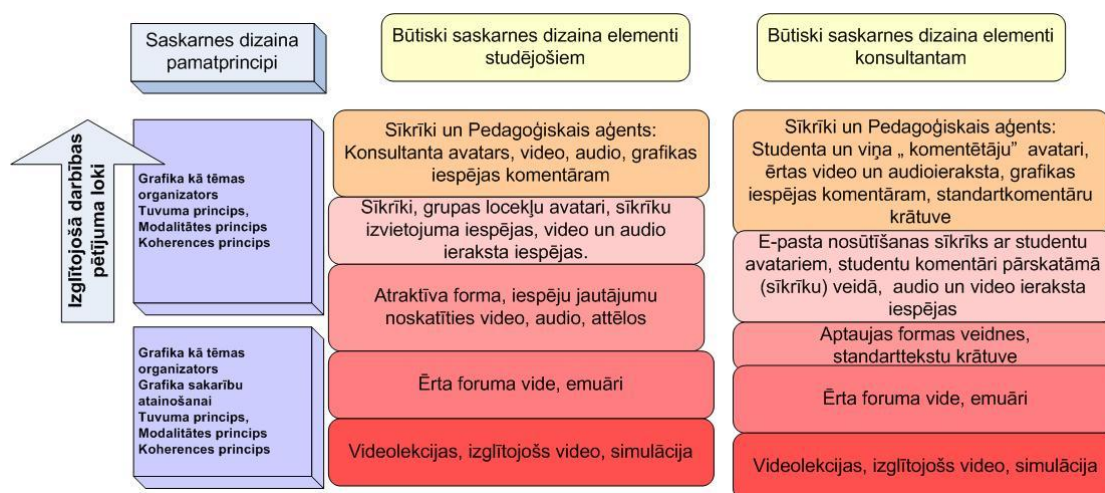 Saskarnes dizaina
pamatprincipi
Būtiski saskarnes dizaina elementi
studējošiem
Būtiski saskarnes dizaina elementi
konsultantam
Izglītojošā darbības
pētījuma loki
Grafika kā tēmas
organizators
Tuvuma princips,
Modalitātes princips
Koherences princips
Grafika kā tēmas
organizators
Grafika sakarību
atainošanai
Tuvuma princips,
Modalitātes princips
Koherences princips
Sīkrīki un Pedagoģiskais aģents:
Konsultanta avatars, video, audio, grafikas
iespējas komentāram
Sīkrīki, grupas locekļu avatari, sīkrīku
izvietojuma iespējas, video un audio
ieraksta iespējas.
Atraktīva forma, iespēju jautājumu
noskatīties video, audio, attēlos
Ērta foruma vide, emuāri
Videolekcijas, izglītojošs video, simulācija
Sīkrīki un Pedagoģiskais aģents:
Studenta un viņa „ komentētāju” avatari,
ērtas video un audioieraksta, grafikas
iespējas komentāram, standartkomentāru
krātuve
E-pasta nosūtīšanas sīkrīks ar studentu
avatariem, studentu komentāri pārskatāmā
(sīkrīku) veidā, audio un video ieraksta
iespējas
Aptaujas formas veidnes,
standarttekstu krātuve
Ērta foruma vide, emuāri
Videolekcijas, izglītojošs video, simulācija